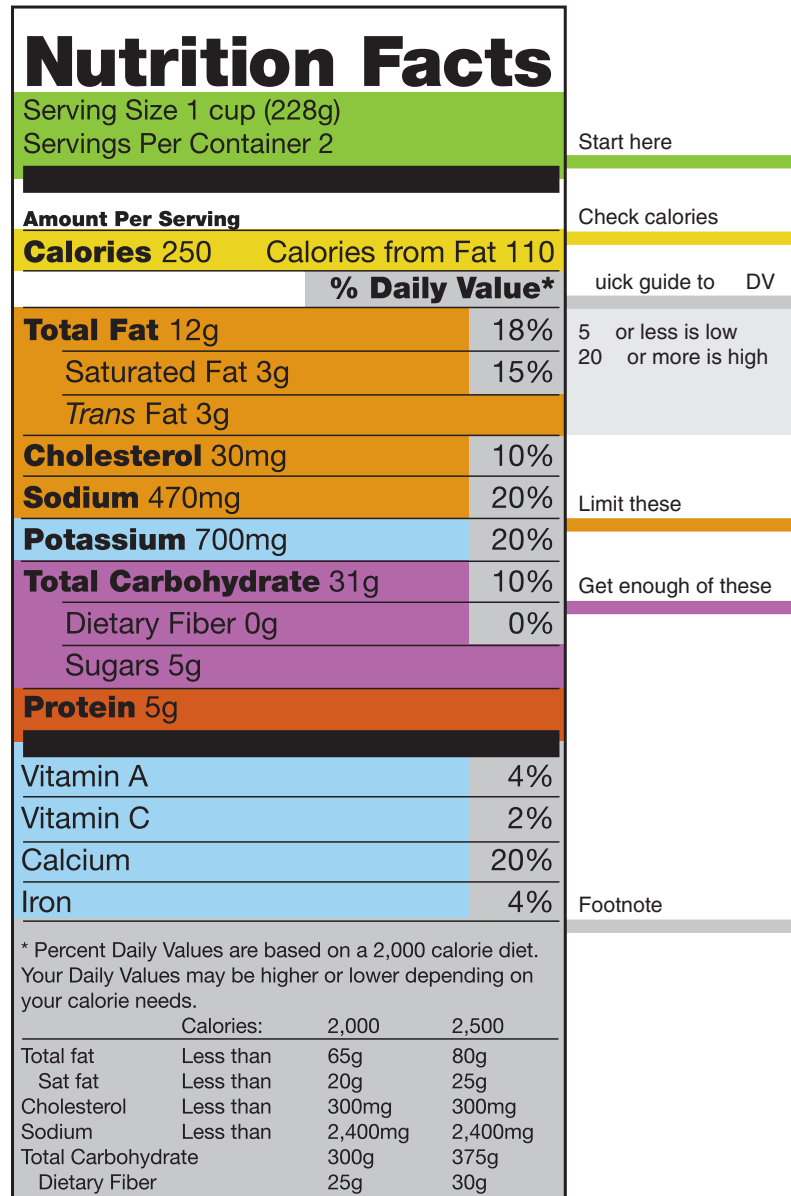 Nutrition Facts
Serving Size 1 cup (228g)
Servings Per Container 2
Start here
Amount Per Serving
Check calories
Calories 250 Calories from Fat 110
% Daily Value*
uick guide to DV
Total Fat 12g 18%
5 or less is low
20 or more is high
Saturated Fat 3g 15%
Trans Fat 3g
Cholesterol 30mg 10%
Sodium 470mg 20%
Limit these
Potassium 700mg 20%
Total Carbohydrate 31g 10%
Get enough of these
Dietary Fiber 0g 0%
Sugars 5g
Protein 5g
Vitamin A 4%
Vitamin C 2%
Calcium 20%
Iron 4%
Footnote
* Percent Daily Values are based on a 2,000 calorie diet.
Your Daily Values may be higher or lower depending on
your calorie needs.
Calories: 2,000 2,500
Total fat Less than 65g 80g
Sat fat Less than 20g 25g
Cholesterol Less than 300mg 300mg
Sodium Less than 2,400mg 2,400mg
Total Carbohydrate 300g 375g
Dietary Fiber 25g 30g